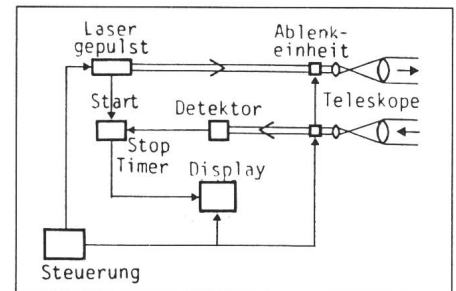 Laser
gepulst
Ablenk-
einheit
Start
Detektor
Teleskope
Stop
Timer
Display
Steuerung